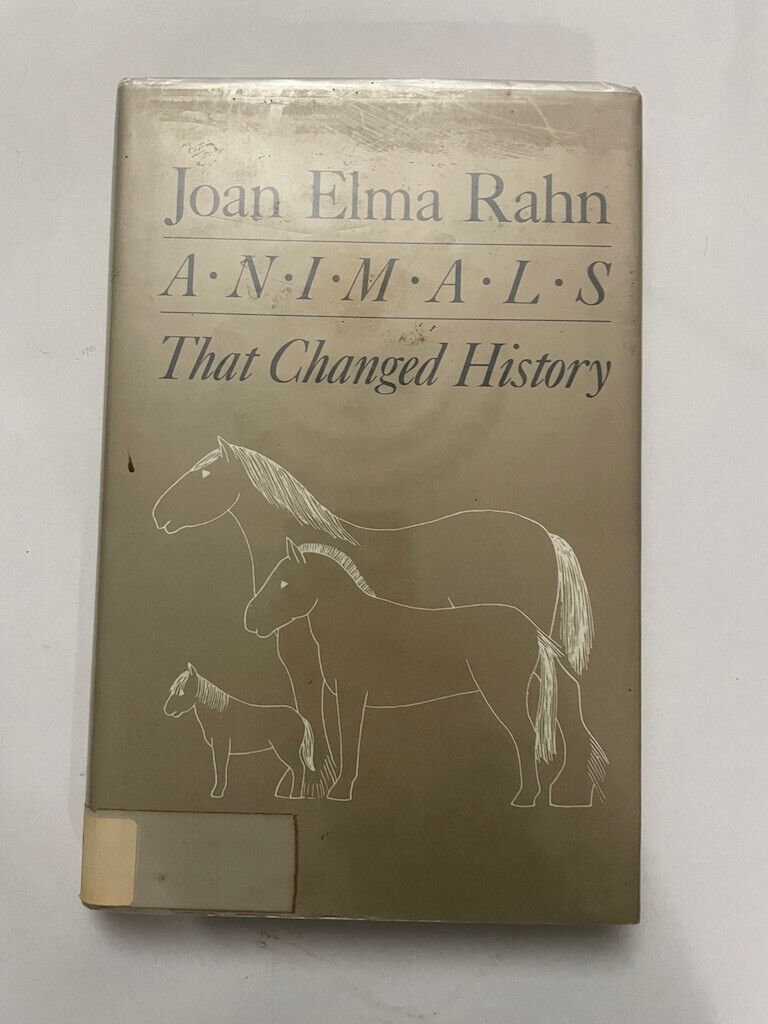 Joan Elma Rahn
A·N·I·M·A·L·S
That Changed History